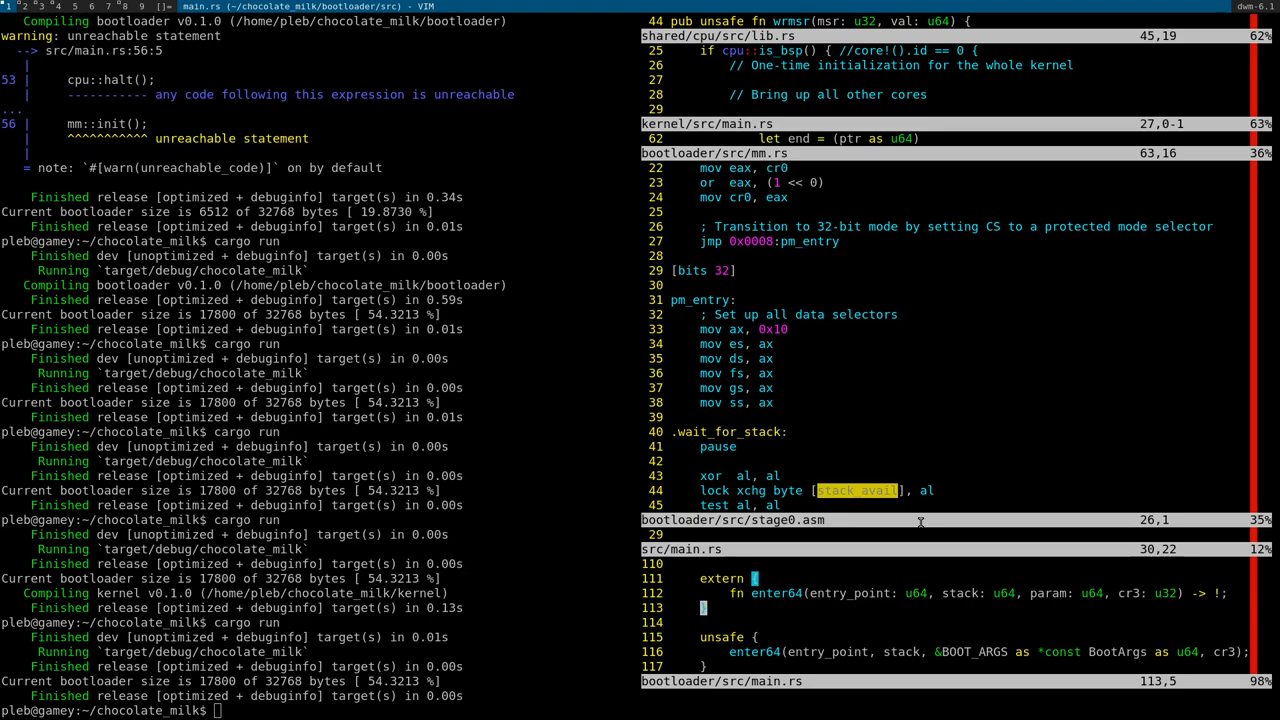 1 2 3 4 5 6 7 8 9 []= main.rs (~/chocolate_milk/bootloader/src) - VIM dwm-6.1
   Compiling bootloader v0.1.0 (/home/pleb/chocolate_milk/bootloader)
warning: unreachable statement
  --> src/main.rs:56:5
   |
53 |     cpu::halt();
   |     ----------- any code following this expression is unreachable
...
56 |     mm::init();
   |     ^^^^^^^^^^^ unreachable statement
   |
   = note: `#[warn(unreachable_code)]` on by default
    Finished release [optimized + debuginfo] target(s) in 0.34s
Current bootloader size is 6512 of 32768 bytes [ 19.8730 %]
    Finished release [optimized + debuginfo] target(s) in 0.01s
pleb@gamey:~/chocolate_milk$ cargo run
    Finished dev [unoptimized + debuginfo] target(s) in 0.00s
     Running `target/debug/chocolate_milk`
   Compiling bootloader v0.1.0 (/home/pleb/chocolate_milk/bootloader)
    Finished release [optimized + debuginfo] target(s) in 0.59s
Current bootloader size is 17800 of 32768 bytes [ 54.3213 %]
    Finished release [optimized + debuginfo] target(s) in 0.01s
pleb@gamey:~/chocolate_milk$ cargo run
    Finished dev [unoptimized + debuginfo] target(s) in 0.00s
     Running `target/debug/chocolate_milk`
    Finished release [optimized + debuginfo] target(s) in 0.00s
Current bootloader size is 17800 of 32768 bytes [ 54.3213 %]
    Finished release [optimized + debuginfo] target(s) in 0.01s
pleb@gamey:~/chocolate_milk$ cargo run
    Finished dev [unoptimized + debuginfo] target(s) in 0.00s
     Running `target/debug/chocolate_milk`
    Finished release [optimized + debuginfo] target(s) in 0.00s
Current bootloader size is 17800 of 32768 bytes [ 54.3213 %]
    Finished release [optimized + debuginfo] target(s) in 0.00s
pleb@gamey:~/chocolate_milk$ cargo run
    Finished dev [unoptimized + debuginfo] target(s) in 0.00s
     Running `target/debug/chocolate_milk`
    Finished release [optimized + debuginfo] target(s) in 0.00s
Current bootloader size is 17800 of 32768 bytes [ 54.3213 %]
   Compiling kernel v0.1.0 (/home/pleb/chocolate_milk/kernel)
    Finished release [optimized + debuginfo] target(s) in 0.13s
pleb@gamey:~/chocolate_milk$ cargo run
    Finished dev [unoptimized + debuginfo] target(s) in 0.01s
     Running `target/debug/chocolate_milk`
    Finished release [optimized + debuginfo] target(s) in 0.00s
Current bootloader size is 17800 of 32768 bytes [ 54.3213 %]
    Finished release [optimized + debuginfo] target(s) in 0.00s
pleb@gamey:~/chocolate_milk$
44 pub unsafe fn wrmsr(msr: u32, val: u64) {
shared/cpu/src/lib.rs 45,19 62%
25     if cpu::is_bsp() { //core!().id == 0 {
26         // One-time initialization for the whole kernel
27
28         // Bring up all other cores
29
kernel/src/main.rs 27,0-1 63%
62             let end = (ptr as u64)
bootloader/src/mm.rs 63,16 36%
22     mov eax, cr0
23     or  eax, (1 << 0)
24     mov cr0, eax
25
26     ; Transition to 32-bit mode by setting CS to a protected mode selector
27     jmp 0x0008:pm_entry
28
29 [bits 32]
30
31 pm_entry:
32     ; Set up all data selectors
33     mov ax, 0x10
34     mov es, ax
35     mov ds, ax
36     mov fs, ax
37     mov gs, ax
38     mov ss, ax
39
40 .wait_for_stack:
41     pause
42
43     xor  al, al
44     lock xchg byte [stack_avail], al
45     test al, al
bootloader/src/stage0.asm 26,1 35%
29
src/main.rs 30,22 12%
110
111     extern {
112         fn enter64(entry_point: u64, stack: u64, param: u64, cr3: u32) -> !;
113     }
114
115     unsafe {
116         enter64(entry_point, stack, &BOOT_ARGS as *const BootArgs as u64, cr3);
117     }
bootloader/src/main.rs 113,5 98%